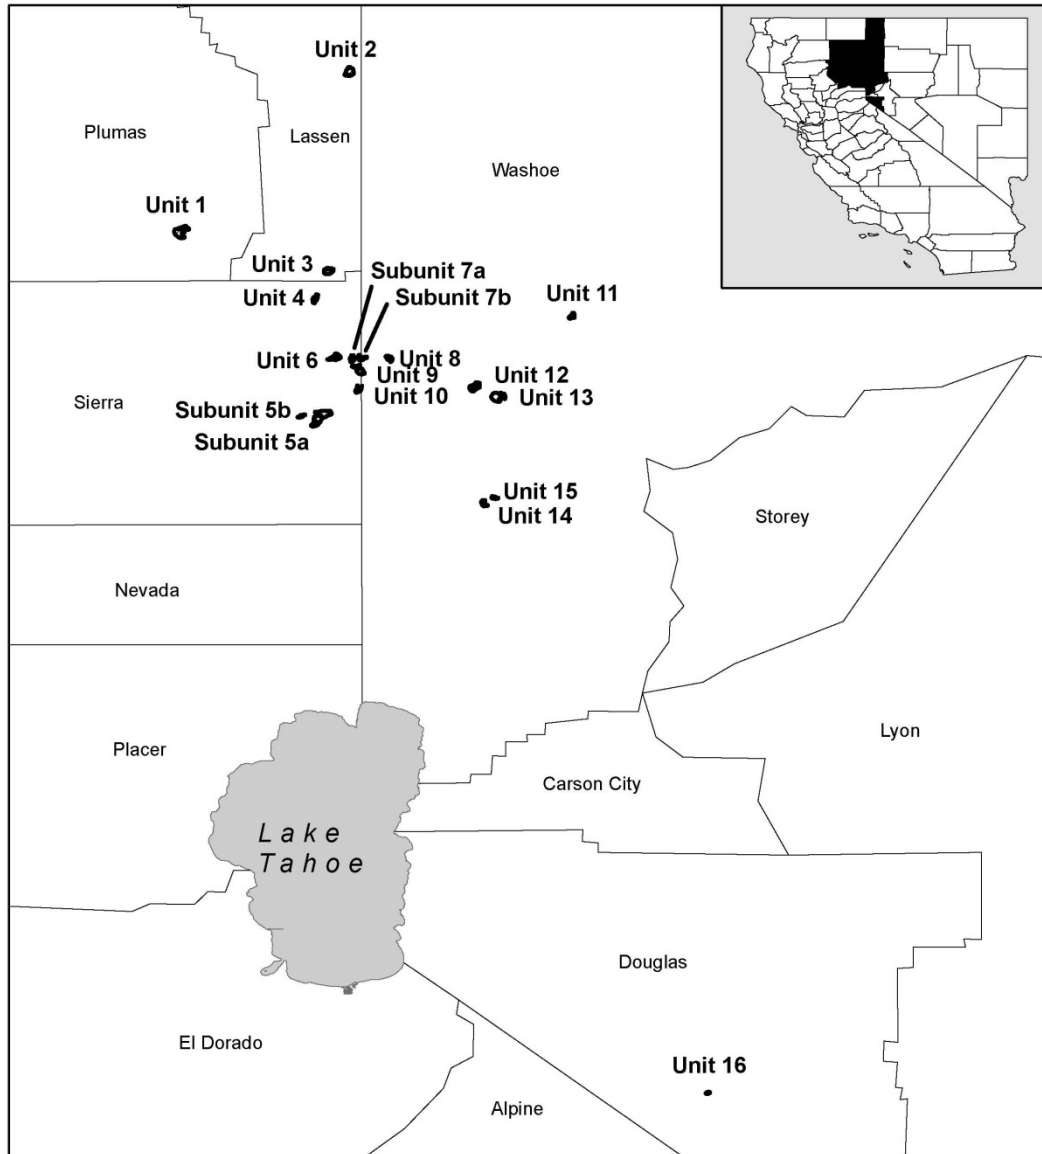 Unit 2
Plumas
Lassen
Washoe
Unit 1
Unit 3
Subunit 7a
Unit 4
Subunit 7b
Unit 11
Unit 6
Unit 8
Unit 9
Unit 12
Unit 10
Unit 13
Sierra
Subunit 5b
Subunit 5a
Unit 15
Unit 14
Storey
Nevada
Placer
Lyon
Carson City
Lake
Tahoe
Douglas
El Dorado
Unit 16
Alpine